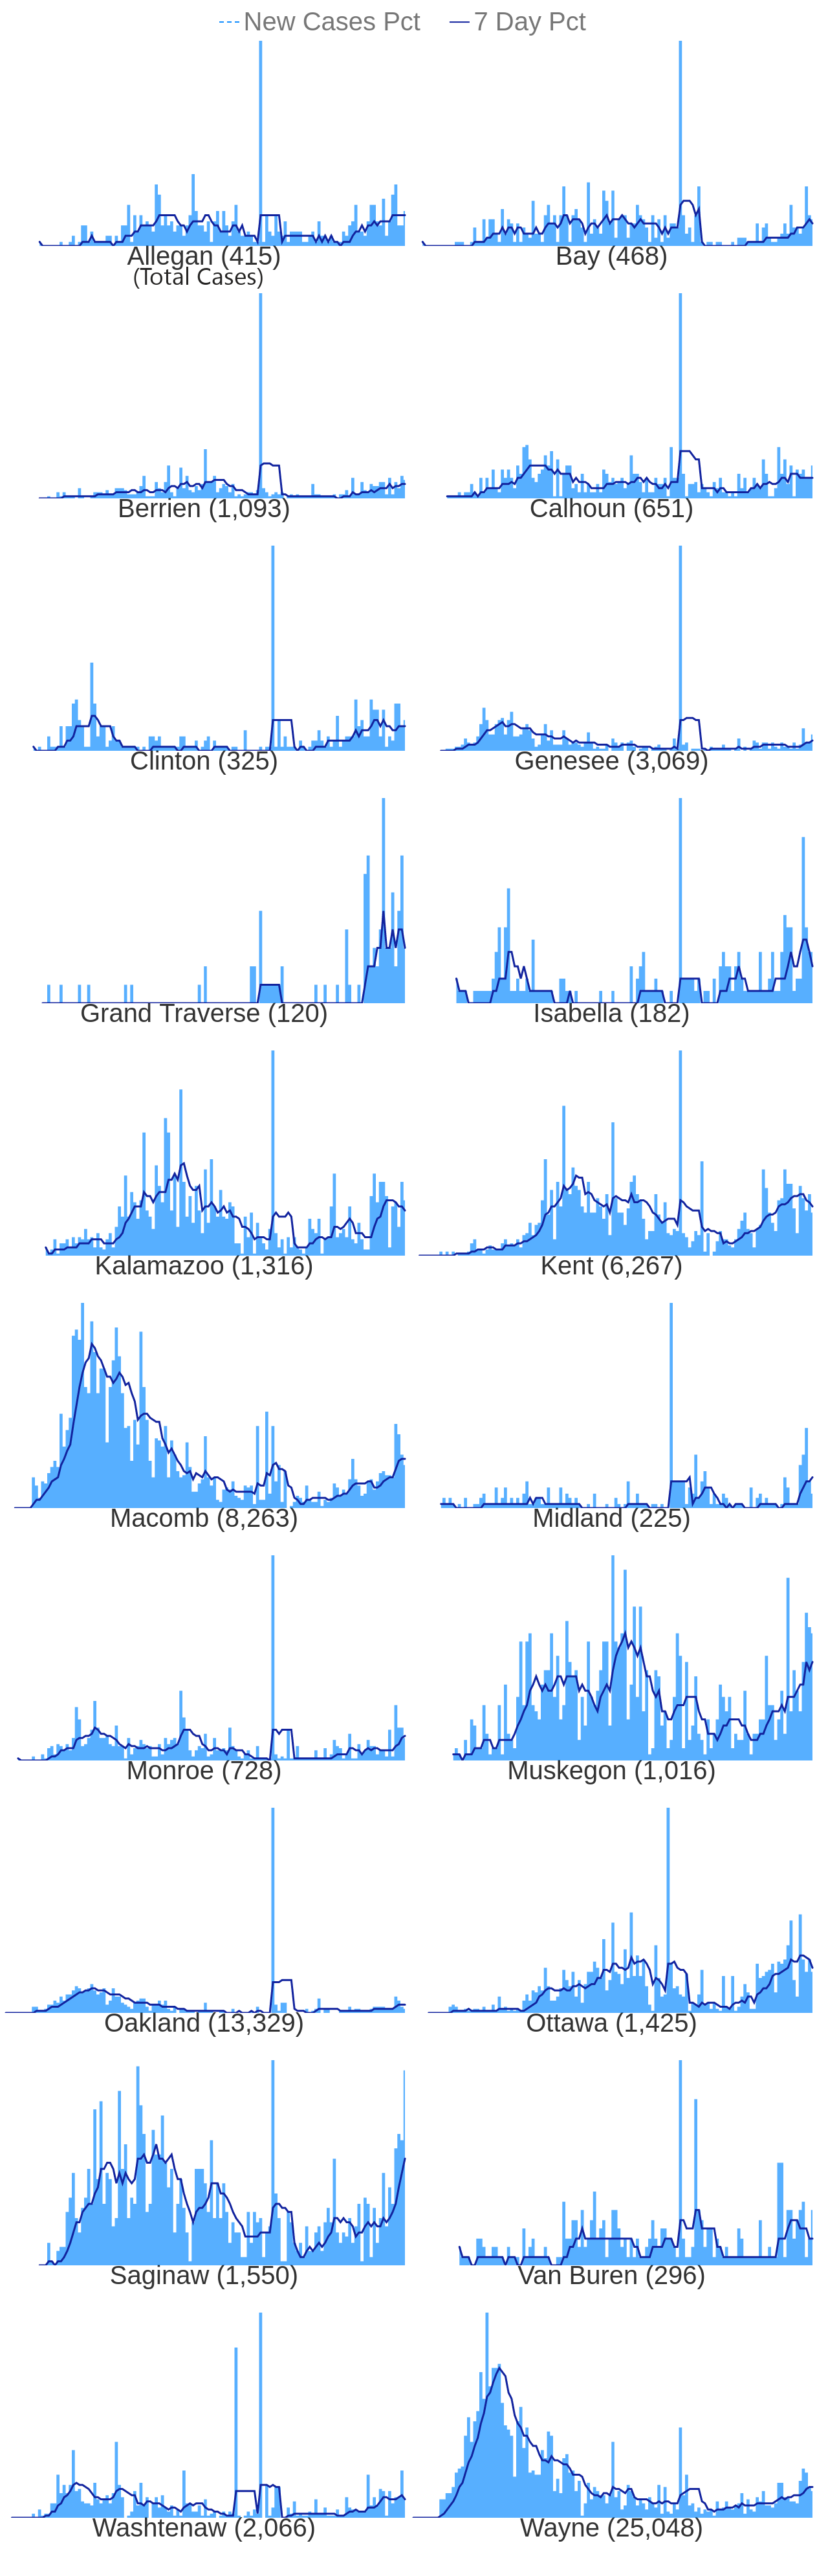 New Cases Pct 7 Day Pct
Allegan (415) Bay (468)
(Total Cases)
Berrien (1,093) Calhoun (651)
Clinton (325) Genesee (3,069)
Grand Traverse (120) Isabella (182)
Kalamazoo (1,316) Kent (6,267)
Macomb (8,263) Midland (225)
Monroe (728) Muskegon (1,016)
Oakland (13,329) Ottawa (1,425)
Saginaw (1,550) Van Buren (296)
Washtenaw (2,066) Wayne (25,048)